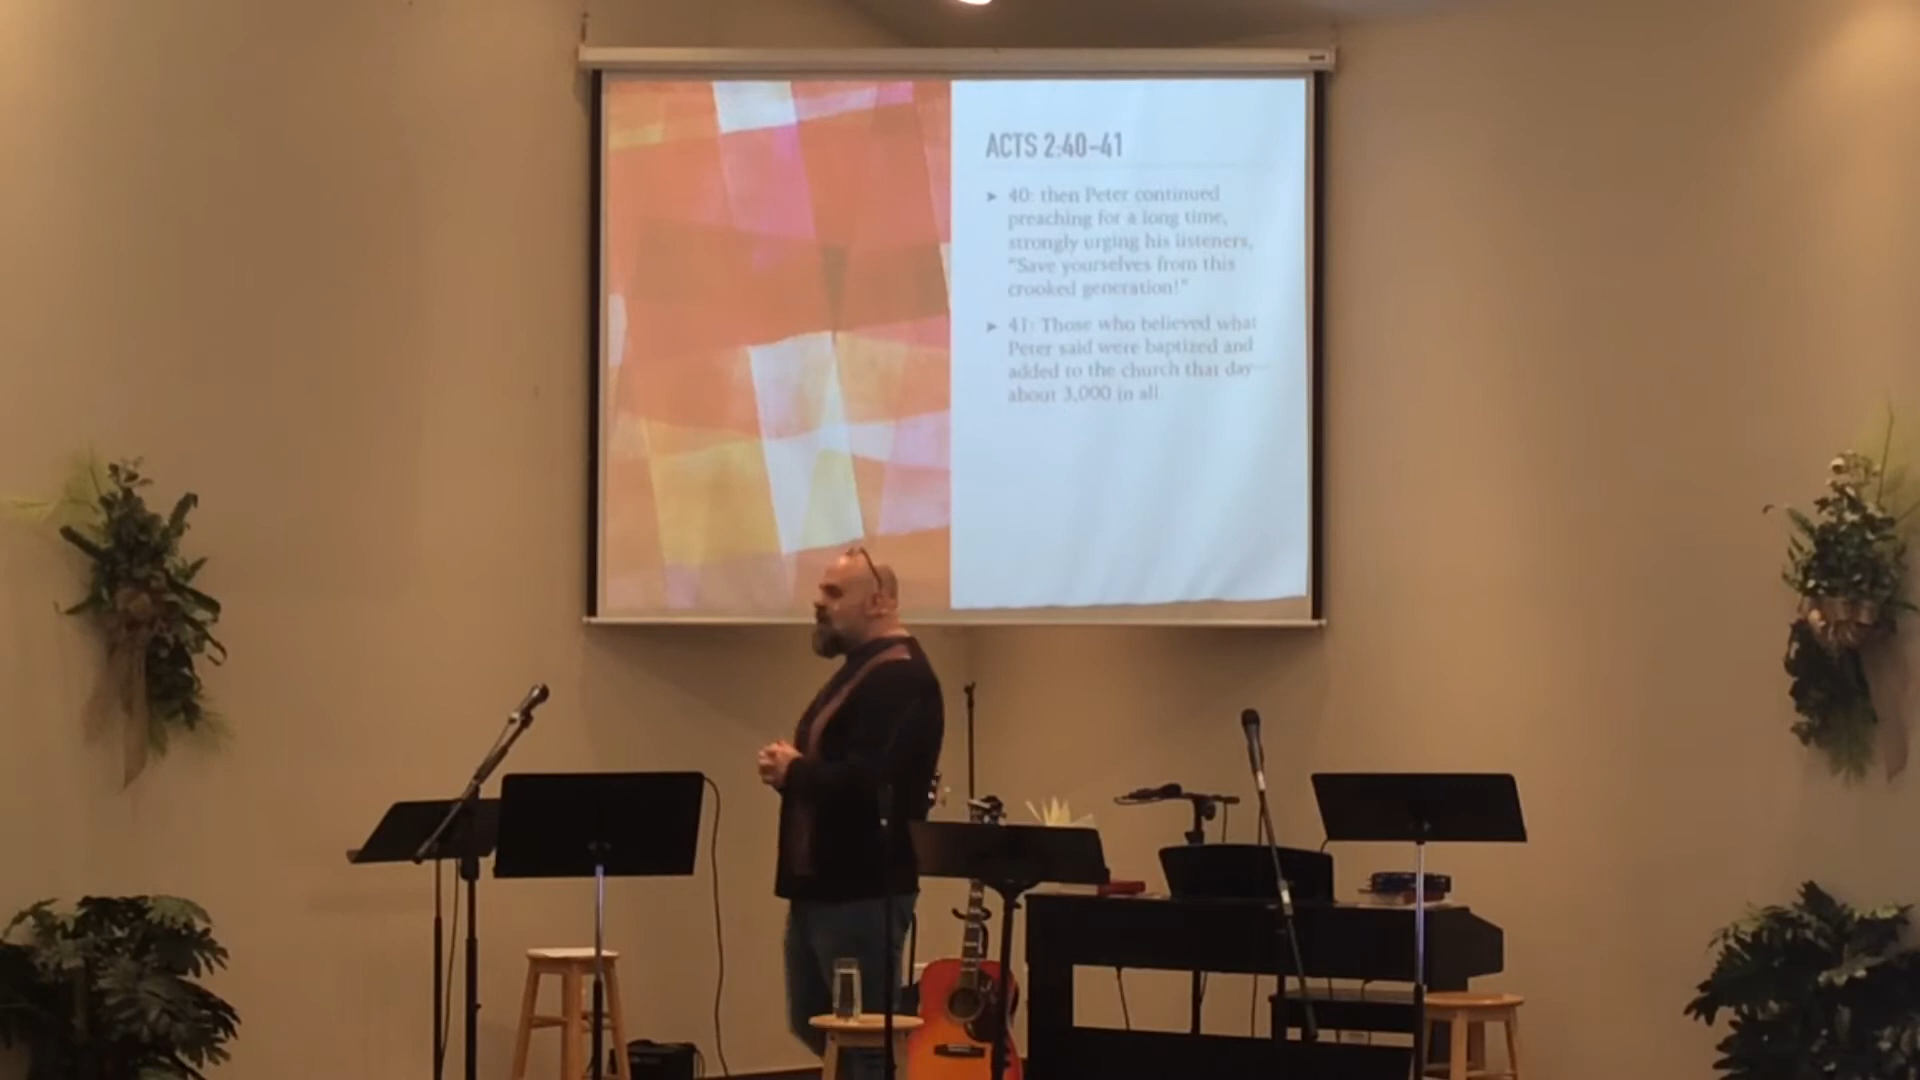 ACTS 2:40–41
➤ 40: then Peter continued
preaching for a long time,
strongly urging his listeners,
"Save yourselves from this
crooked generation!"
➤ 41: Those who believed what
Peter said were baptized and
added to the church that day
about 3,000 in all.